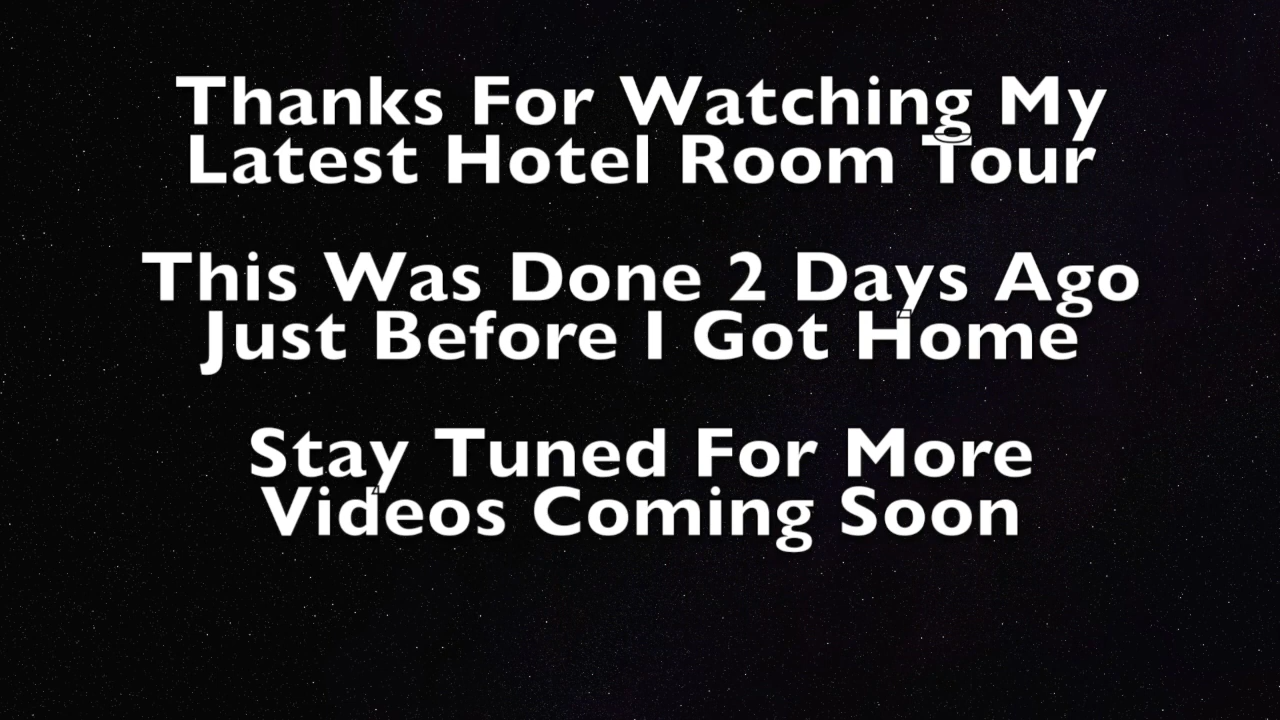 Thanks For Watching My
Latest Hotel Room Tour
This Was Done 2 Days Ago
Just Before I Got Home
Stay Tuned For More
Videos Coming Soon